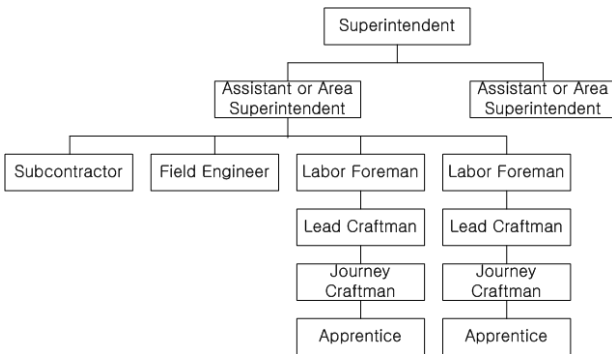 Superintendent
Assistant or Area
Superintendent
Assistant or Area
Superintendent
Subcontractor
Field Engineer
Labor Foreman
Labor Foreman
Lead Craftman
Lead Craftman
Journey
Craftman
Journey
Craftman
Apprentice
Apprentice